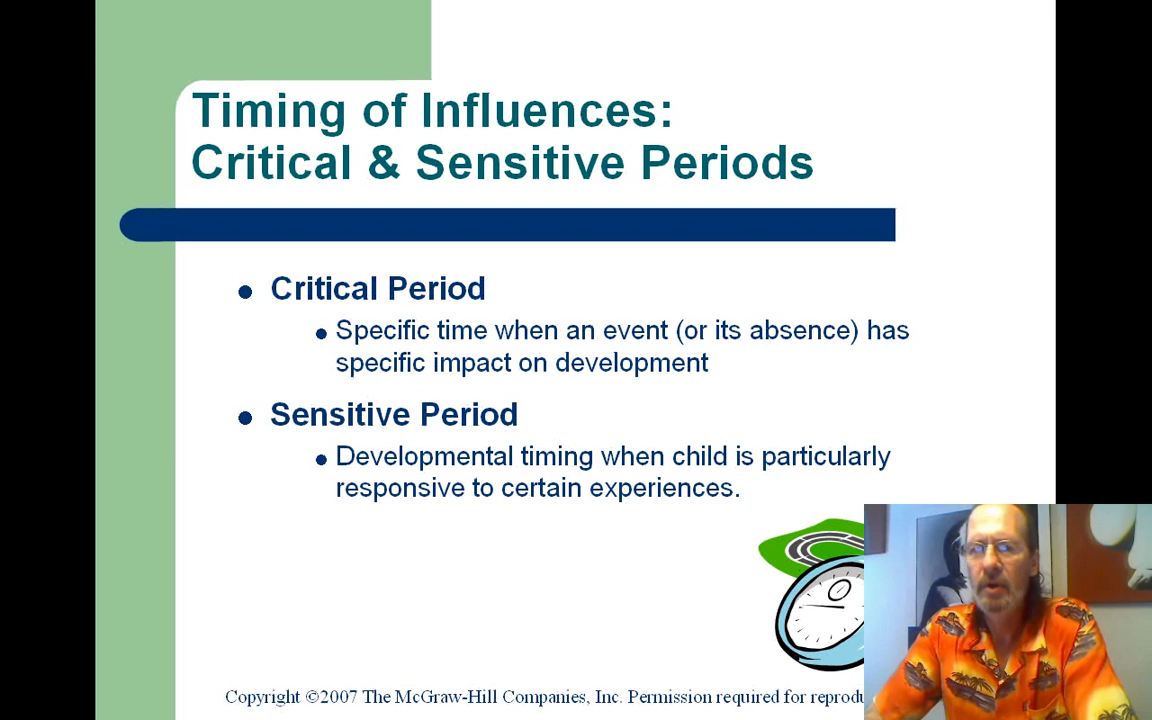 Timing of Influences:
Critical & Sensitive Periods
● Critical Period
● Specific time when an event (or its absence) has
specific impact on development
● Sensitive Period
● Developmental timing when child is particularly
responsive to certain experiences.
Copyright ©2007 The McGraw-Hill Companies, Inc. Permission required for